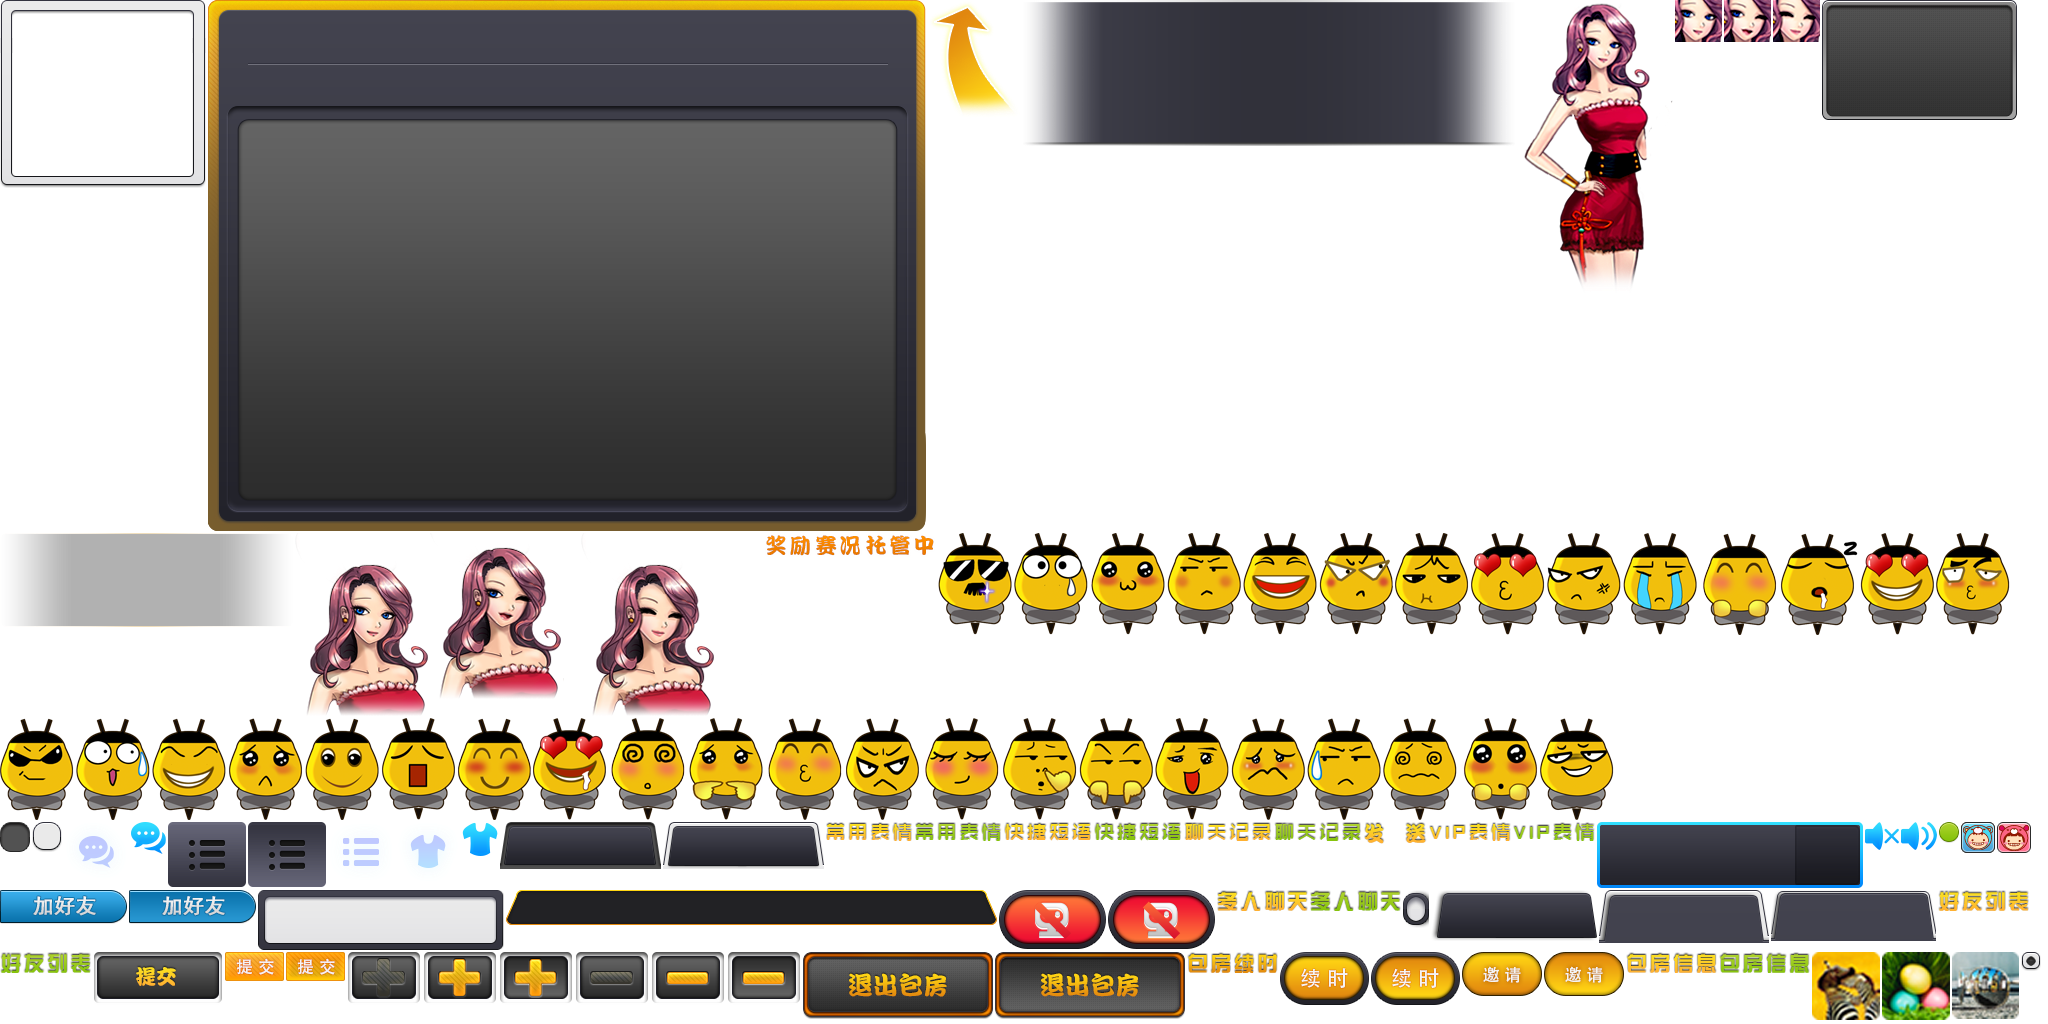 奖励赛况托管中
z
常用表情常用表情快捷短语快捷短语聊天记录聊天记录发 送VIP表情VIP表情
加好友 加好友 多人聊天多人聊天 好友列表
好友列表 提交 提交 提交 退出包房 退出包房 包房续时 续时 续时 邀请 邀请 包房信息包房信息